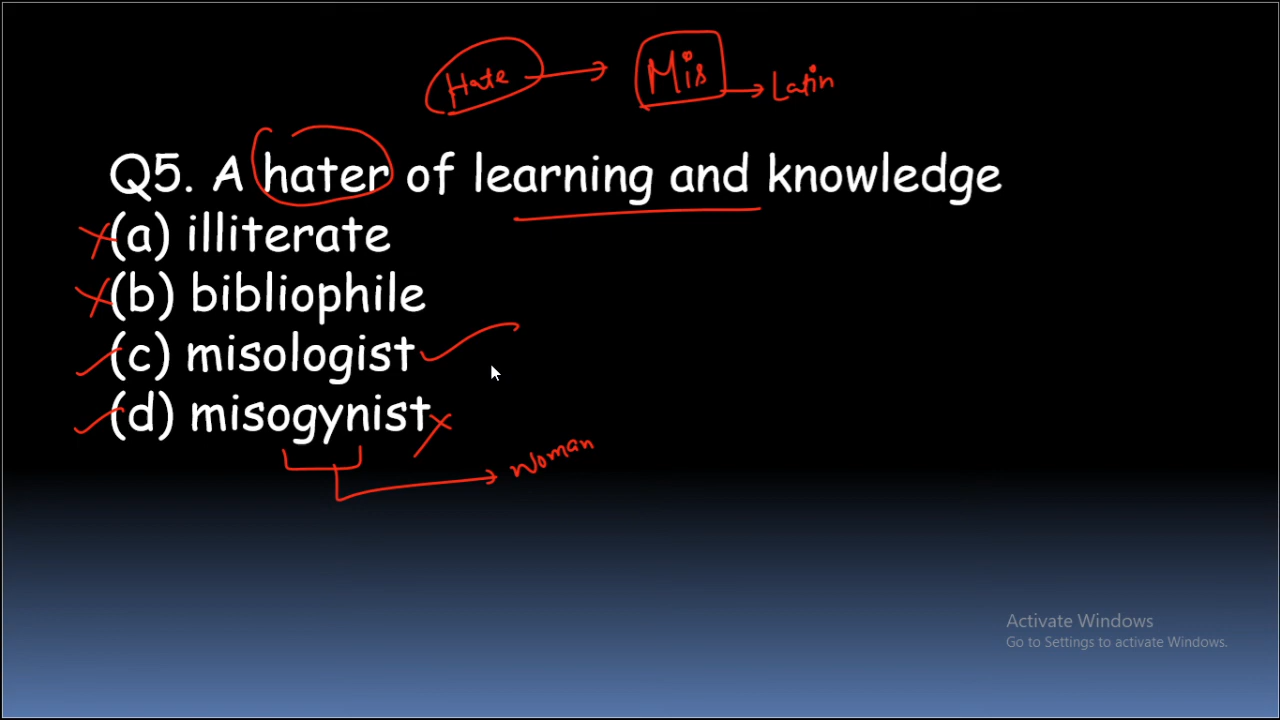 Hate → Mis → Latin
Q5. A hater of learning and knowledge
(a) illiterate
(b) bibliophile
(c) misologist
(d) misogynist
Woman
Activate Windows
Go to Settings to activate Windows.